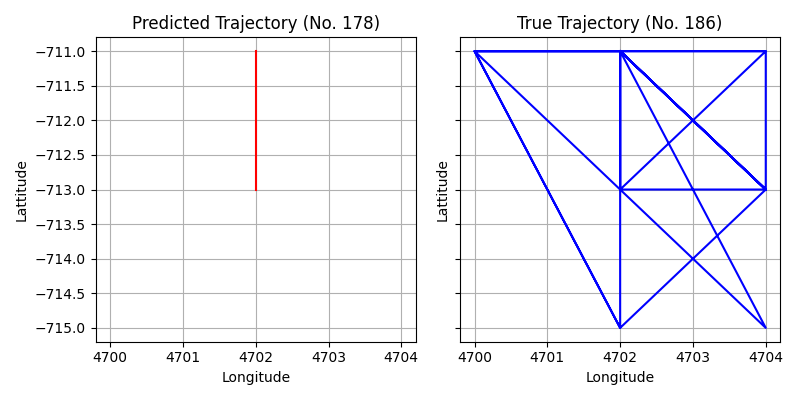 Predicted Trajectory (No. 178)
True Trajectory (No. 186)
−711.0
−711.5
−712.0
−712.5
−713.0
−713.5
−714.0
−714.5
−715.0
Lattitude
Lattitude
4700 4701 4702 4703 4704
4700 4701 4702 4703 4704
Longitude
Longitude